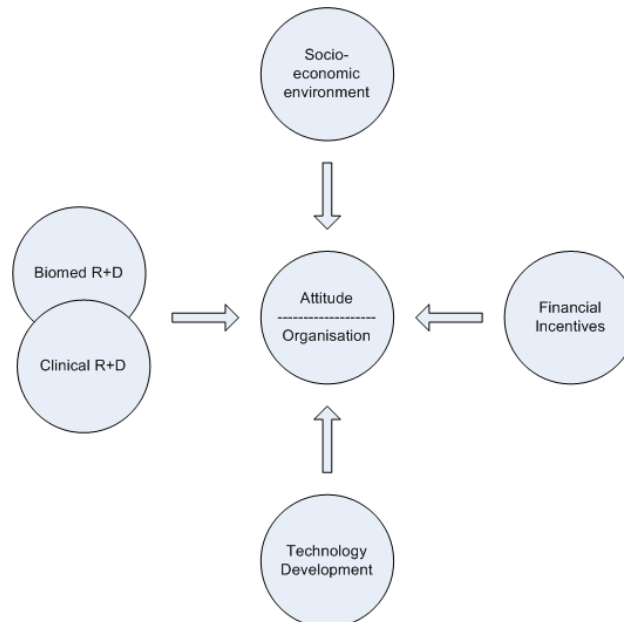 Socio-
economic
environment
Biomed R+D
Clinical R+D
Attitude
Organisation
Financial
Incentives
Technology
Development